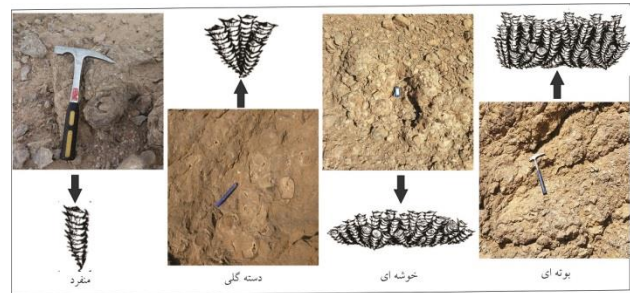 منفرد
دسته گلی
خوشه ای
بوته ای